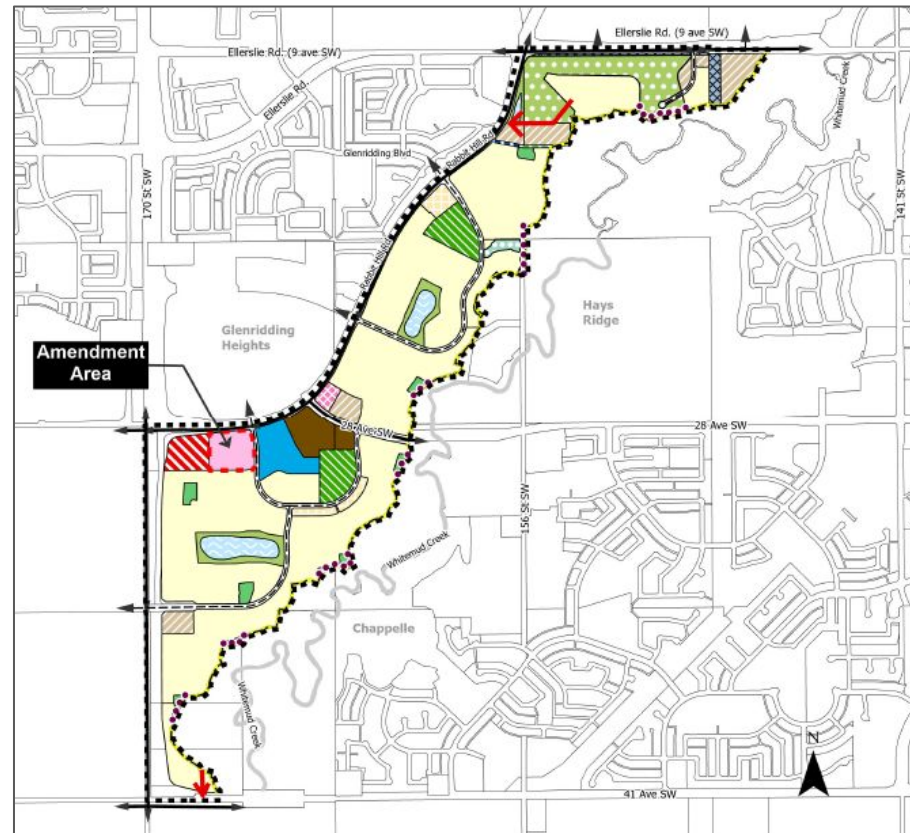 Ellerslie Rd. (9 ave SW)
Ellerslie Rd. (9 ave SW)
Ellerslie Rd
Whitemud Creek
Glenridding Blvd
Rabbit Hill Rd
170 St SW
141 St SW
Rabbit Hill Rd
Hays
Ridge
Glenridding
Heights
Amendment
Area
28 Ave SW
28 Ave SW
156 St SW
Whitemud Creek
Chappelle
Whitemud Creek
N
41 Ave SW